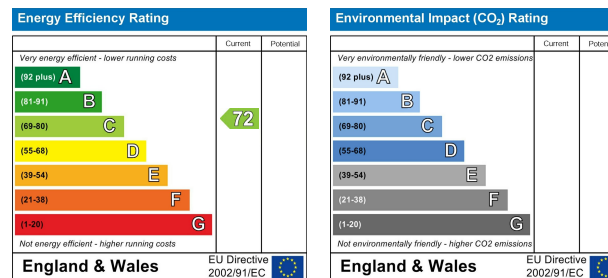 Energy Efficiency Rating
Current Potential
Very energy efficient - lower running costs
(92 plus) A
(81-91) B
(69-80) C
72
(55-68) D
(39-54) E
(21-38) F
(1-20) G
Not energy efficient - higher running costs
England & Wales
EU Directive
2002/91/EC
Environmental Impact (CO₂) Rating
Current Poten
Very environmentally friendly - lower CO2 emissions
(92 plus) A
(81-91) B
(69-80) C
(55-68) D
(39-54) E
(21-38) F
(1-20) G
Not environmentally friendly - higher CO2 emissions
England & Wales
EU Directive
2002/91/EC